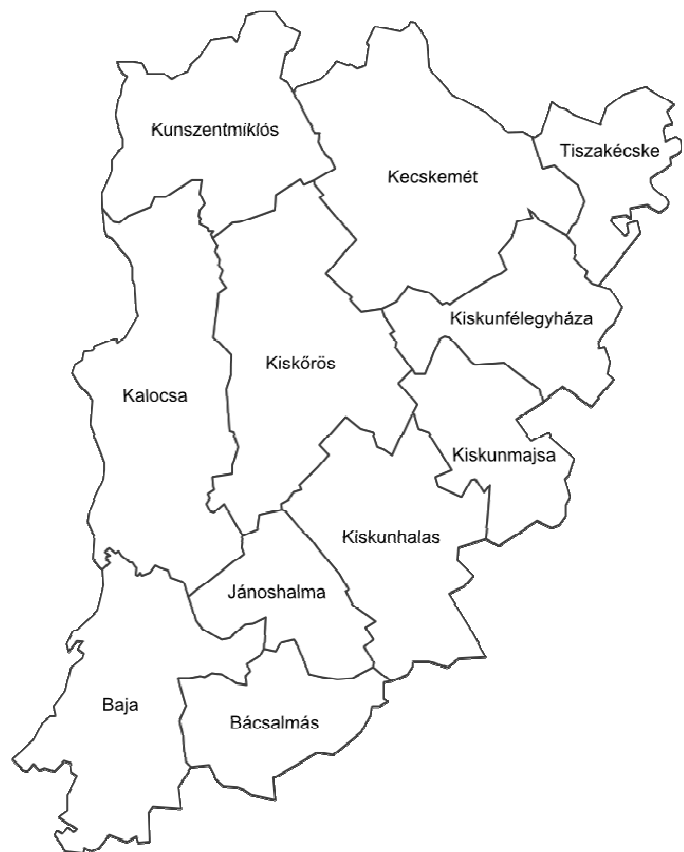 Kunszentmiklós
Tiszakécske
Kecskemét
Kiskunfélegyháza
Kiskőrös
Kalocsa
Kiskunmajsa
Kiskunhalas
Jánoshalma
Baja
Bácsalmás